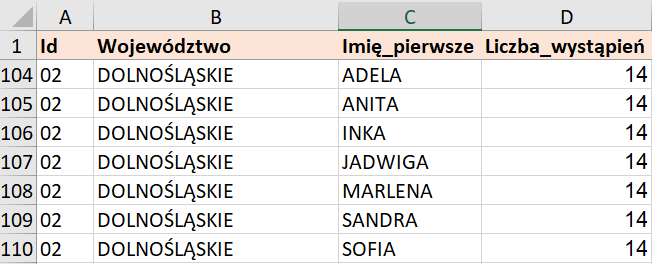 A B C D
1 Id Województwo Imię_pierwsze Liczba_wystąpień
104 02 DOLNOŚLĄSKIE ADELA 14
105 02 DOLNOŚLĄSKIE ANITA 14
106 02 DOLNOŚLĄSKIE INKA 14
107 02 DOLNOŚLĄSKIE JADWIGA 14
108 02 DOLNOŚLĄSKIE MARLENA 14
109 02 DOLNOŚLĄSKIE SANDRA 14
110 02 DOLNOŚLĄSKIE SOFIA 14